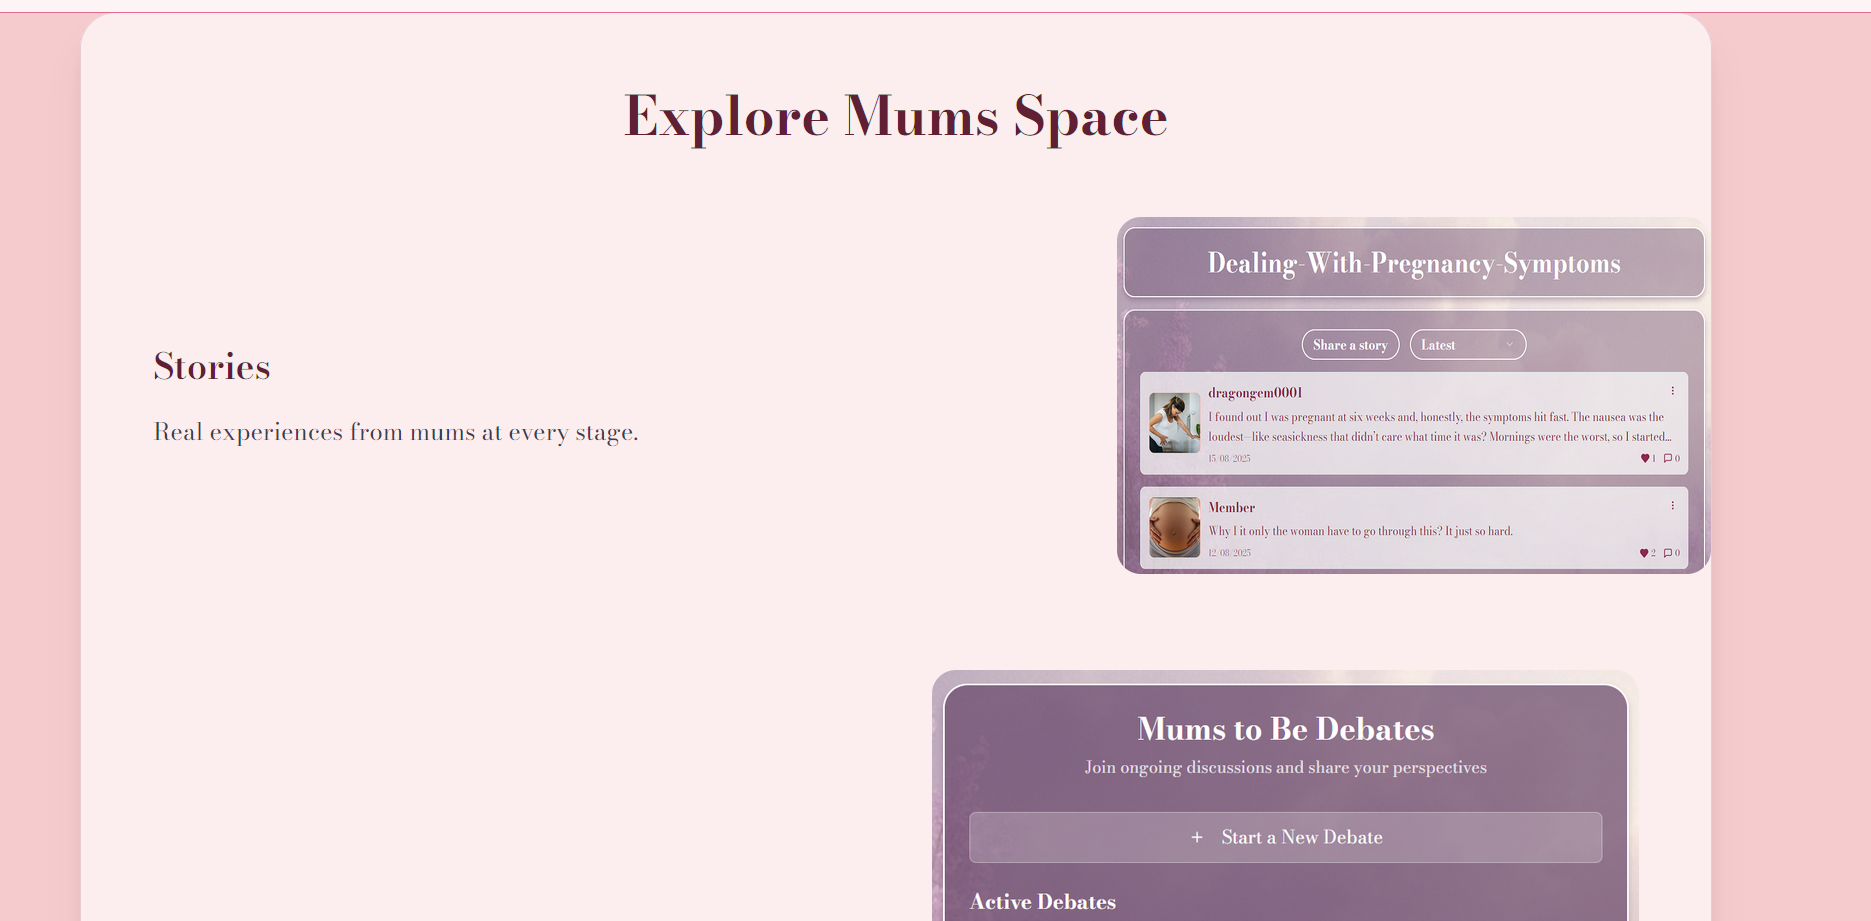 Explore Mums Space
Dealing-With-Pregnancy-Symptoms
Share a story
Latest
Stories
Real experiences from mums at every stage.
dragongem0001
I found out I was pregnant at six weeks and, honestly, the symptoms hit fast. The nausea was the
loudest—like seasickness that didn't care what time it was? Mornings were the worst, so I started...
15/08/2025
1
0
Member
Why I it only the woman have to go through this? It just so hard.
12/08/2025
2
0
Mums to Be Debates
Join ongoing discussions and share your perspectives
+ Start a New Debate
Active Debates